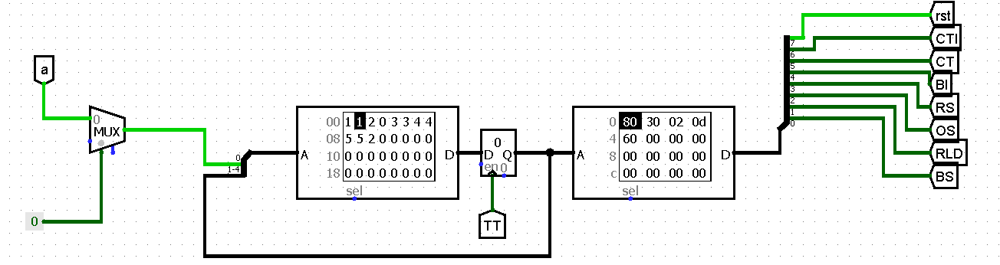 a
0
MUX
0
0
1-4
A
00 1 1 2 0 3 3 4 4
08 5 5 2 0 0 0 0 0
10 0 0 0 0 0 0 0 0
18 0 0 0 0 0 0 0 0
D
sel
0
D Q
en 0
TT
A
0 80 30 02 0d
4 60 00 00 00
8 00 00 00 00
c 00 00 00 00
D
sel
7
6
5
4
3
2
1
0
rst
CTI
CT
BI
RS
OS
RLD
BS